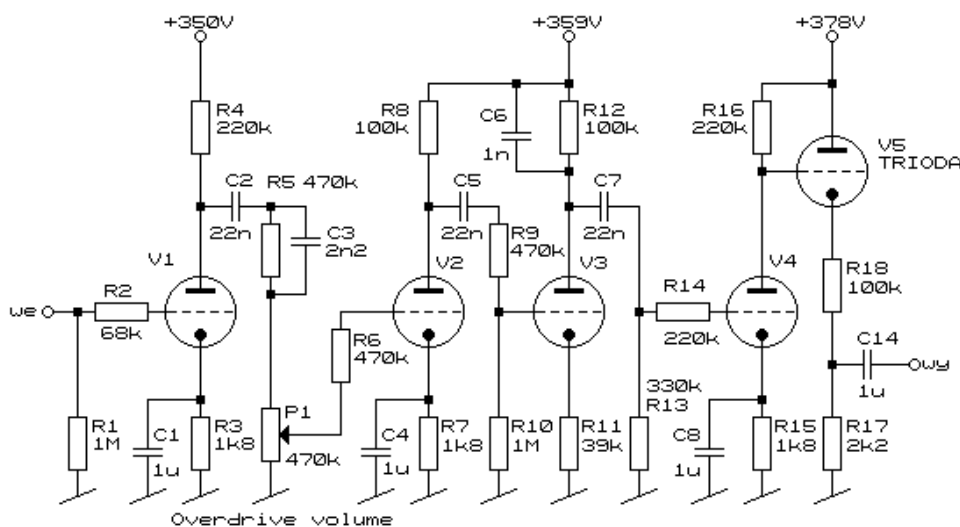 +350V
+359V
+378V
R4
220k
R8
100k
C6
1n
R12
100k
R16
220k
V5
TRIODA
C2
22n
R5 470k
C3
2n2
C5
22n
R9
470k
C7
22n
V1
V2
V3
V4
we
R2
68k
R6
470k
R14
220k
R18
100k
C14
1u
wy
R1
1M
C1
1u
R3
1k8
P1
470k
C4
1u
R7
1k8
R10
1M
R11
39k
330k
R13
C8
1u
R15
1k8
R17
2k2
Overdrive volume